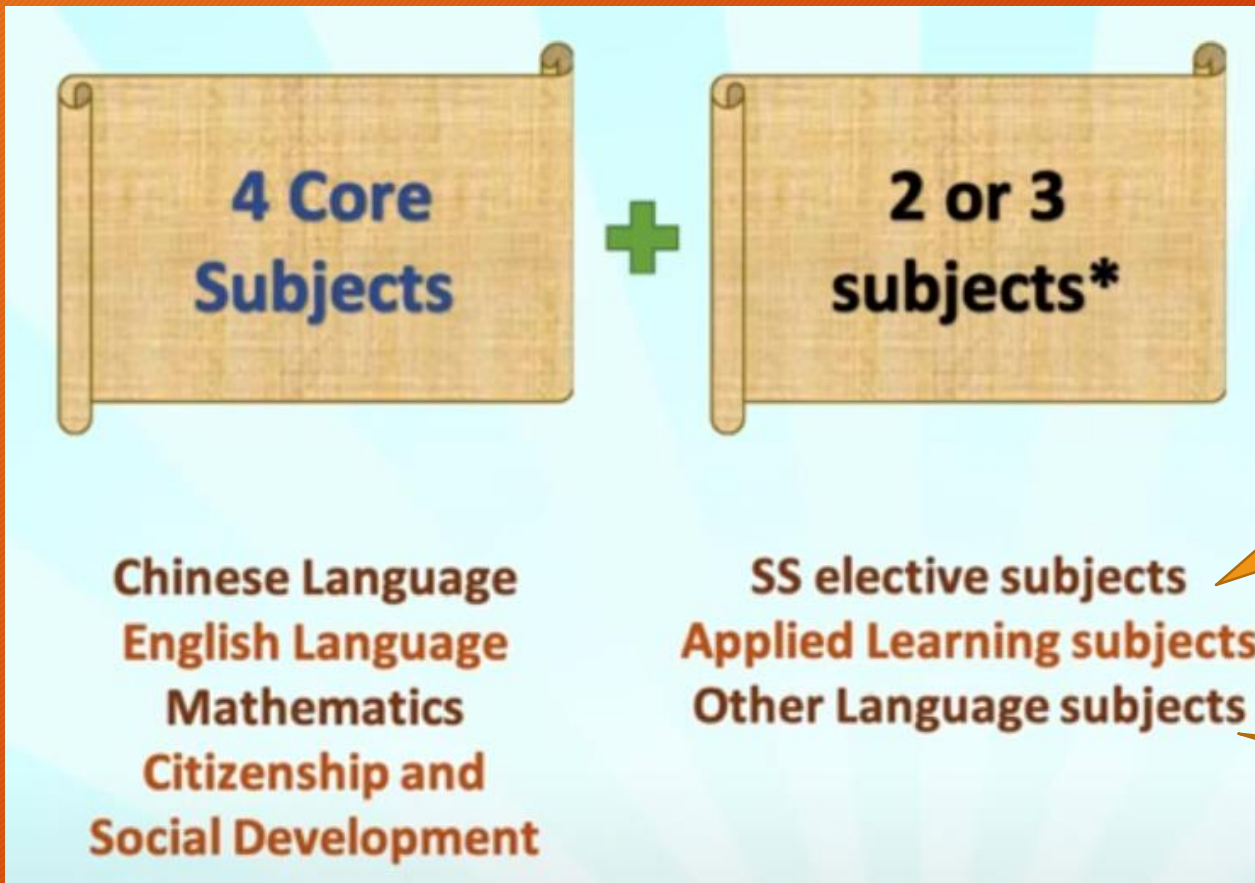 4 Core
Subjects
2 or 3
subjects*
Chinese Language
English Language
Mathematics
Citizenship and
Social Development
SS elective subjects
Applied Learning subjects
Other Language subjects